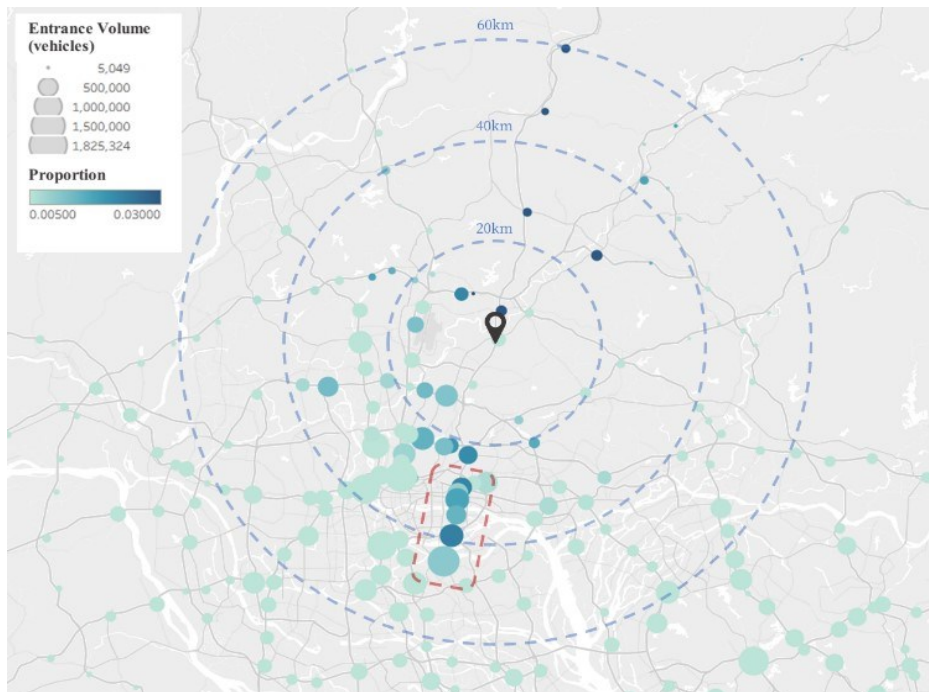 Entrance Volume
(vehicles)
5,049
500,000
1,000,000
1,500,000
1,825,324
Proportion
0.00500 0.03000
60km
40km
20km